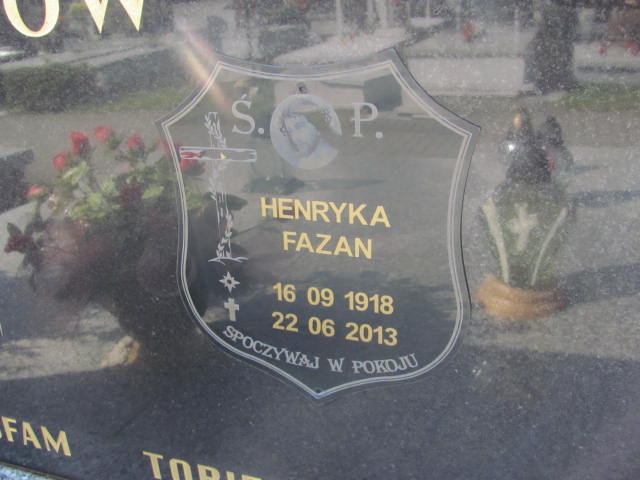 Ś. P.
HENRYKA
FAZAN
16 09 1918
22 06 2013
SPOCZYWAJ W POKOJU